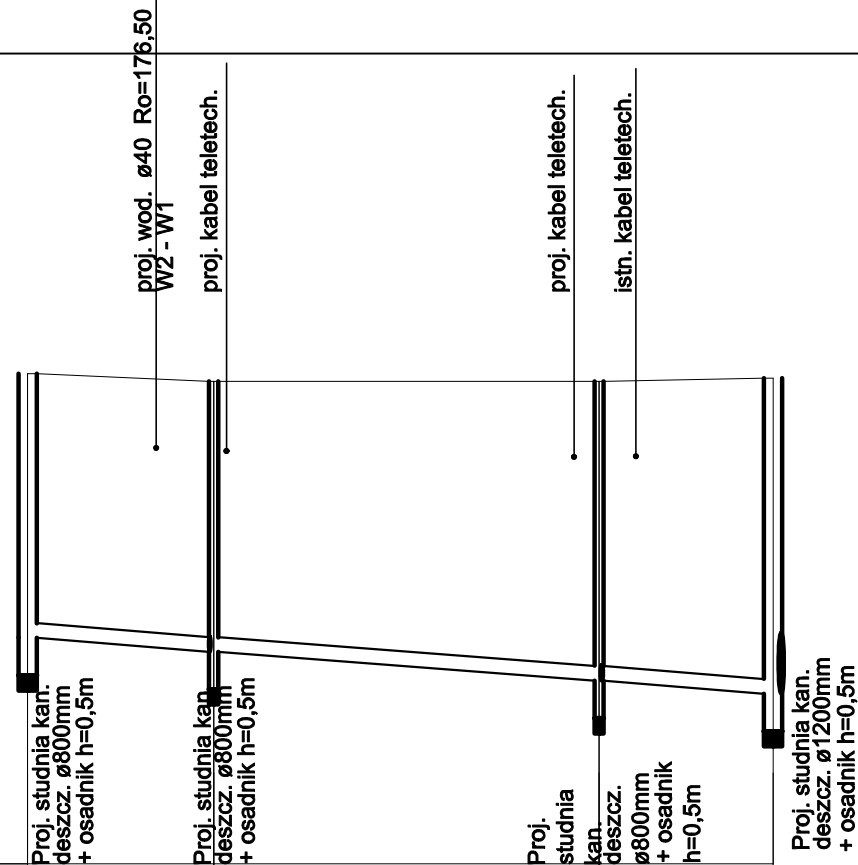 proj. wod. ø40 Ro=176,50
W2 - W1
proj. kabel teletech.
proj. kabel teletech.
istn. kabel teletech.
Proj. studnia kan.
deszcz. ø800mm
+ osadnik h=0,5m
Proj. studnia kan.
deszcz. ø800mm
+ osadnik h=0,5m
Proj.
studnia
kan.
deszcz.
ø800mm
+ osadnik
h=0,5m
Proj. studnia kan.
deszcz. ø1200mm
+ osadnik h=0,5m